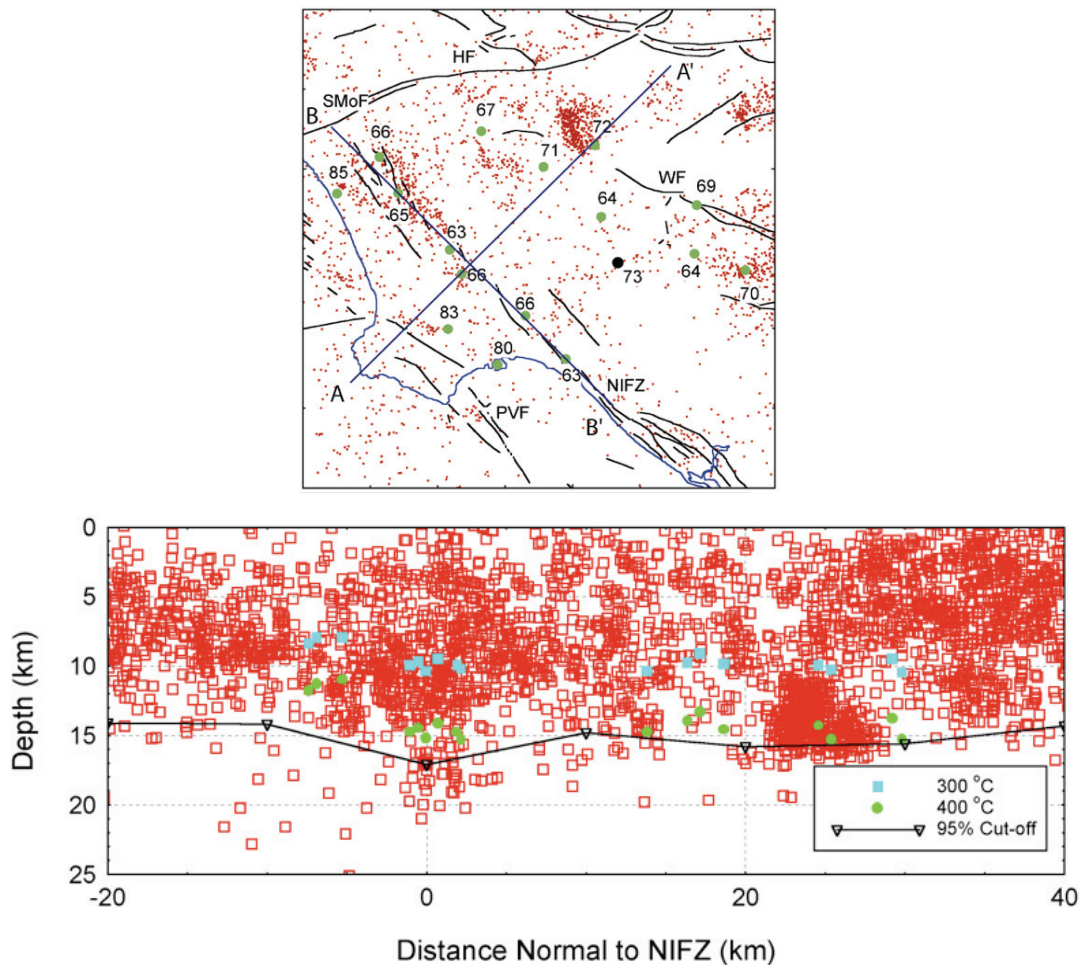 HF
A'
SMoF
B
67
72
66
71
85
WF
69
65
64
63
66
73
64
70
83
66
80
63
NIFZ
A
PVF
B'
0
5
10
15
20
25
Depth (km)
300 °C
400 °C
95% Cut-off
-20
0
20
40
Distance Normal to NIFZ (km)